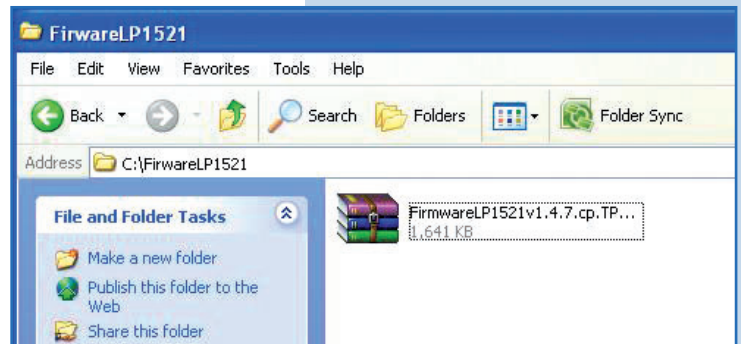 FirwareLP1521
File Edit View Favorites Tools Help
Back Search Folders Folder Sync
Address C:\FirwareLP1521
File and Folder Tasks
Make a new folder
Publish this folder to the
Web
Share this folder
FirmwareLP1521v1.4.7.cp.TP...
1,641 KB